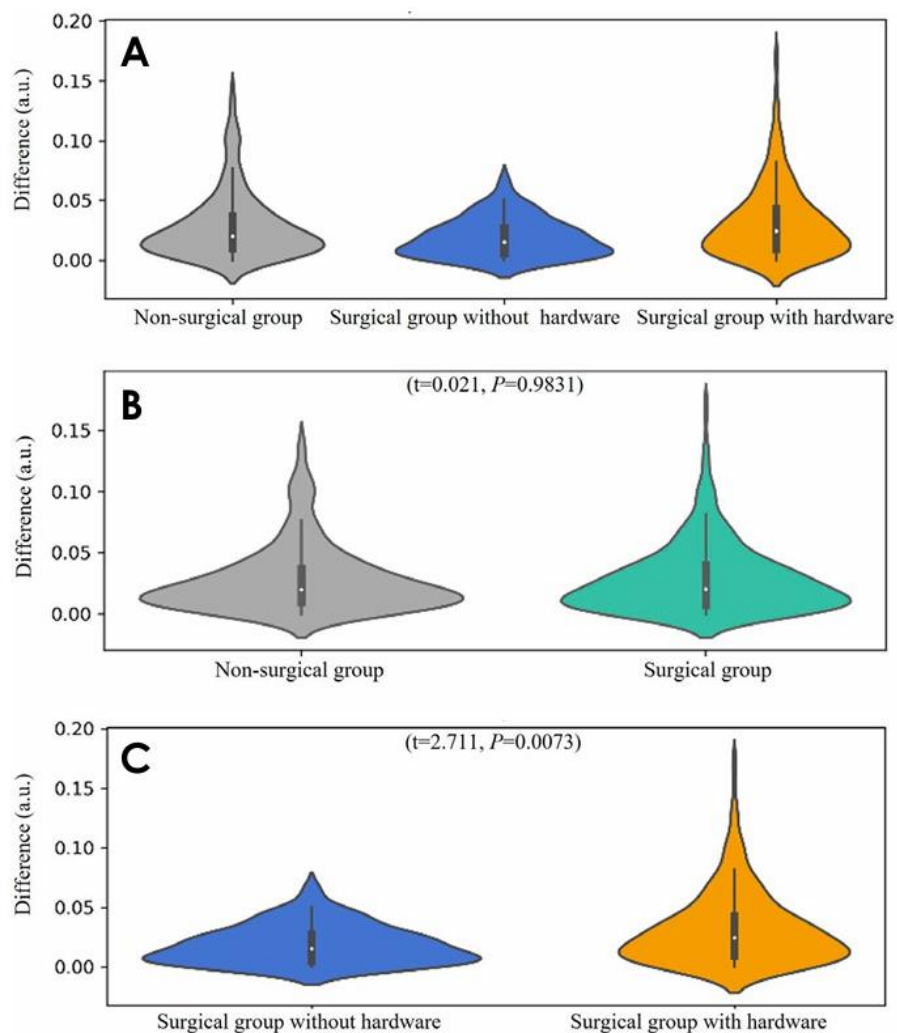 0.20
A
0.15
0.10
0.05
0.00
Difference (a.u.)
Non-surgical group
Surgical group without hardware
Surgical group with hardware
(t=0.021, P=0.9831)
B
0.15
0.10
0.05
0.00
Difference (a.u.)
Non-surgical group
Surgical group
0.20
(t=2.711, P=0.0073)
C
0.15
0.10
0.05
0.00
Difference (a.u.)
Surgical group without hardware
Surgical group with hardware